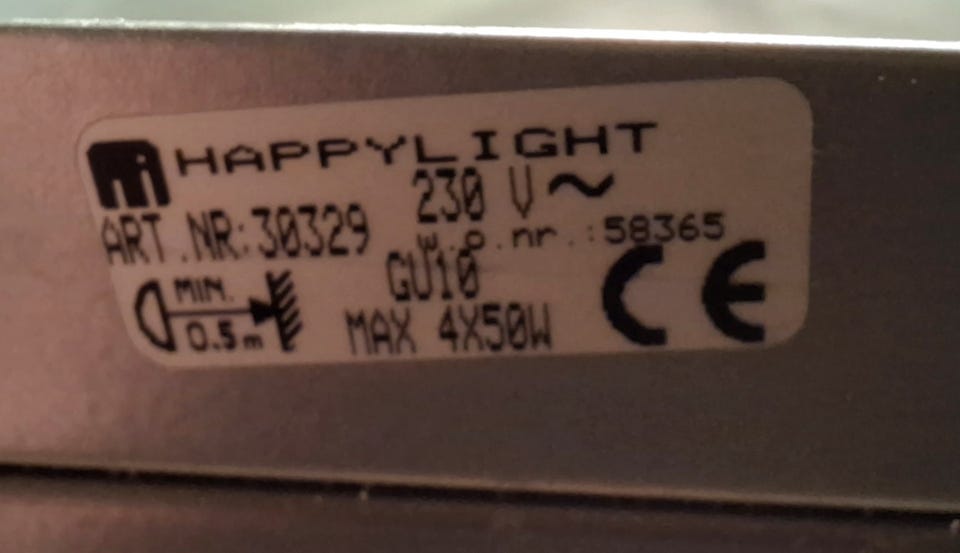 HAPPYLIGHT
230 V~
ART.NR:30329 w.o.nr.:58365
MIN. GU10
0.5m MAX 4X50W CE